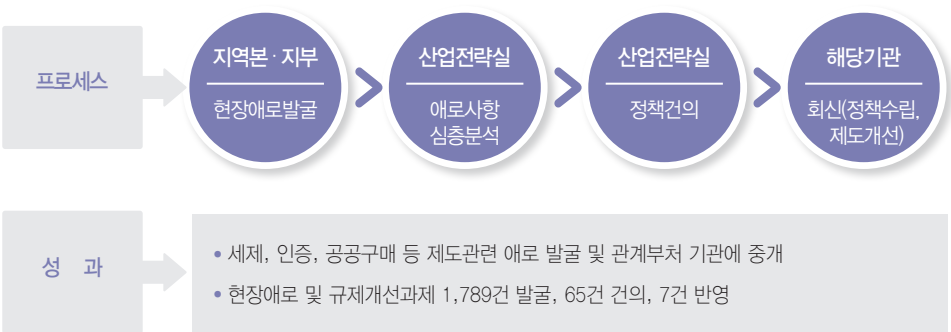 프로세스
지역본 · 지부
현장애로발굴
산업전략실
애로사항
심층분석
산업전략실
정책건의
해당기관
회신(정책수립,
제도개선)
성 과
• 세제, 인증, 공공구매 등 제도관련 애로 발굴 및 관계부처 기관에 중개
• 현장애로 및 규제개선과제 1,789건 발굴, 65건 건의, 7건 반영